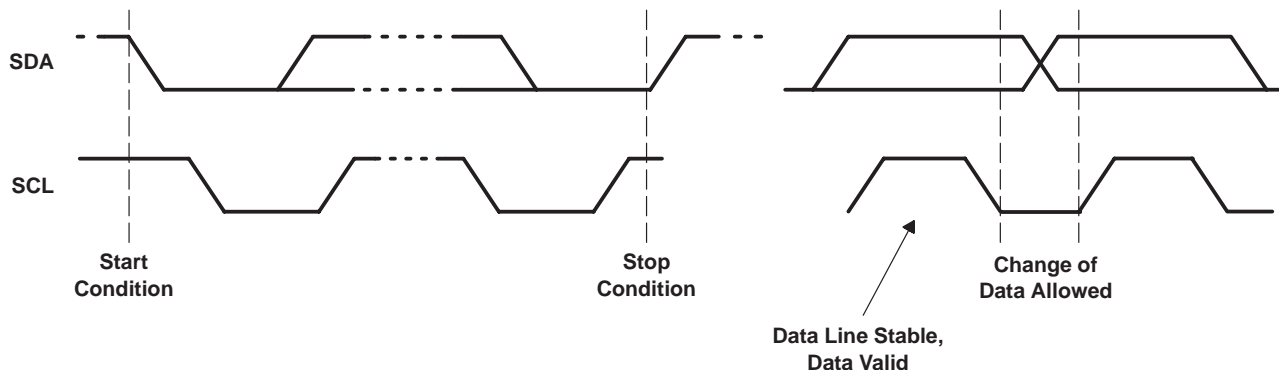 SDA
SCL
Start
Condition
Stop
Condition
Change of
Data Allowed
Data Line Stable,
Data Valid